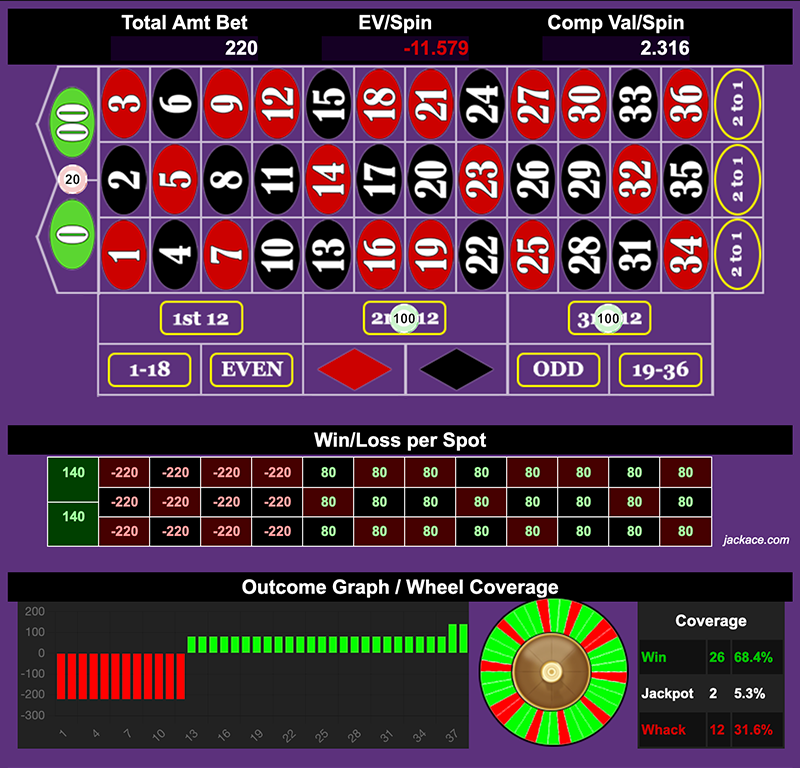 Total Amt Bet EV/Spin Comp Val/Spin
220 -11.579 2.316
00 3 6 9 12 15 18 21 24 27 30 33 36 2 to 1
20 2 5 8 11 14 17 20 23 26 29 32 35 2 to 1
0 1 4 7 10 13 16 19 22 25 28 31 34 2 to 1
1st 12 2 100 12 3 100 12
1-18 EVEN ODD 19-36
Win/Loss per Spot
140 -220 -220 -220 -220 80 80 80 80 80 80 80 80
-220 -220 -220 -220 80 80 80 80 80 80 80 80
140 -220 -220 -220 -220 80 80 80 80 80 80 80 80
jackace.com
Outcome Graph / Wheel Coverage
200
100
0
-100
-200
-300
1 4 7 10 13 16 19 22 25 28 31 34 37
Coverage
Win 26 68.4%
Jackpot 2 5.3%
Whack 12 31.6%